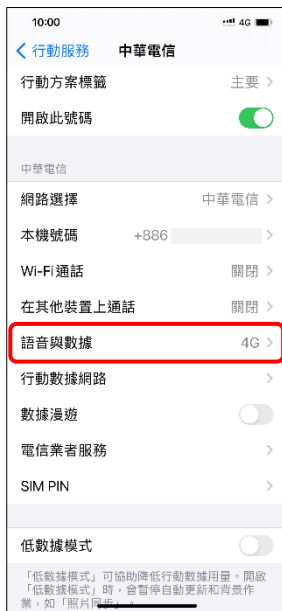 10:00
4G
行動服務 中華電信
行動方案標籤 主要
開啟此號碼
中華電信
網路選擇 中華電信
本機號碼 +886
Wi-Fi 通話 關閉
在其他裝置上通話 關閉
語音與數據 4G
行動數據網路
數據漫遊
電信業者服務
SIM PIN
低數據模式
「低數據模式」可協助降低行動數據用量。開啟
「低數據模式」時，會暫停自動更新和背景作
業，如「照片同步」。